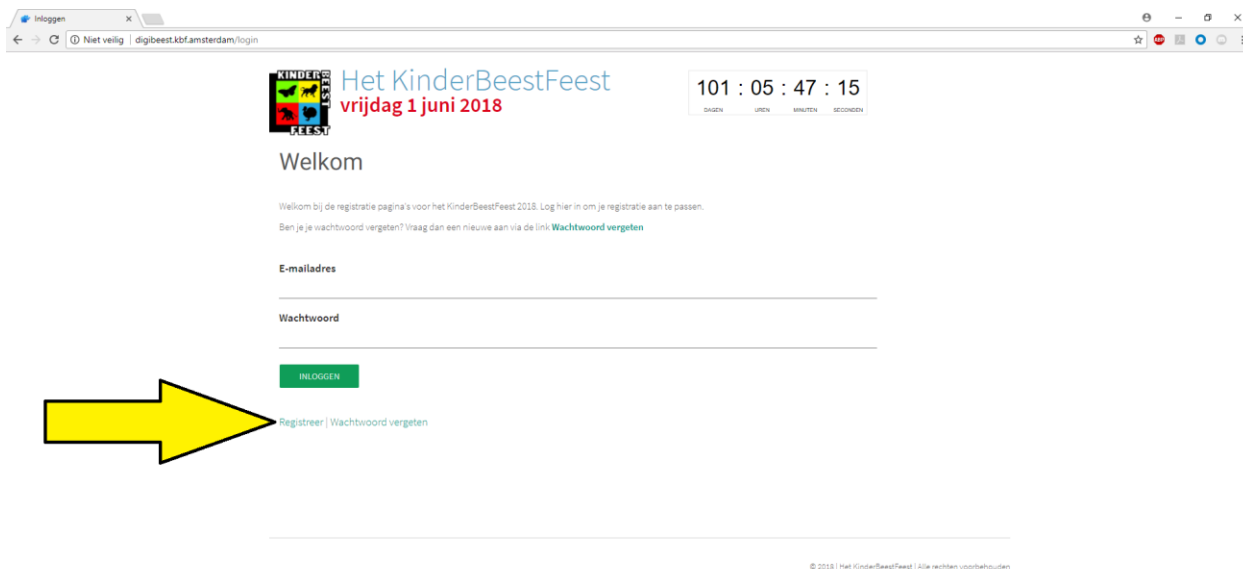 Inloggen
Niet veilig | digibeest.kbf.amsterdam/login
ABP
KINDER
BEEST
FEEST
Het KinderBeestFeest
vrijdag 1 juni 2018
101 : 05 : 47 : 15
DAGEN UREN MINUTEN SECONDEN
Welkom
Welkom bij de registratie pagina's voor het KinderBeestFeest 2018. Log hier in om je registratie aan te passen.
Ben je je wachtwoord vergeten? Vraag dan een nieuwe aan via de link Wachtwoord vergeten
E-mailadres
Wachtwoord
INLOGGEN
Registreer | Wachtwoord vergeten
© 2018 | Het KinderBeestFeest | Alle rechten voorbehouden